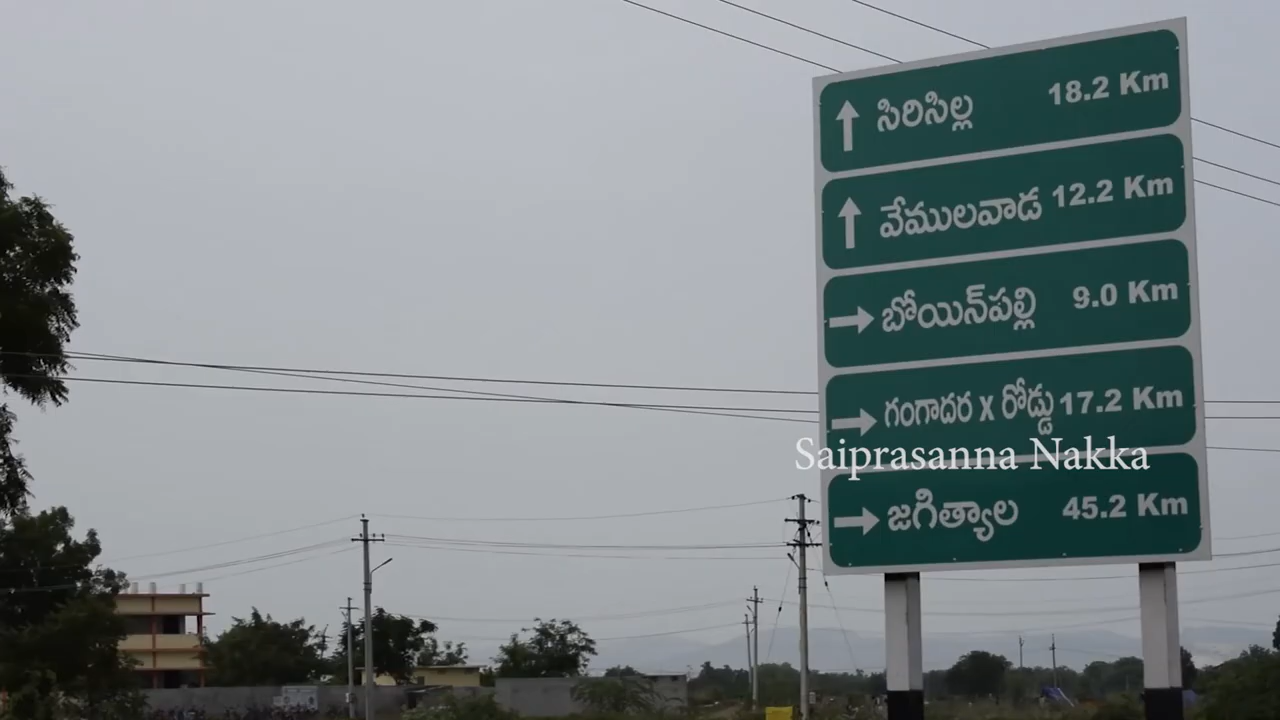 సిరిసిల్ల 18.2 Km
వేములవాడ 12.2 Km
బోయిన్‌పల్లి 9.0 Km
గంగాదర x రోడ్డు 17.2 Km
Saiprasanna Nakka
జగిత్యాల 45.2 Km